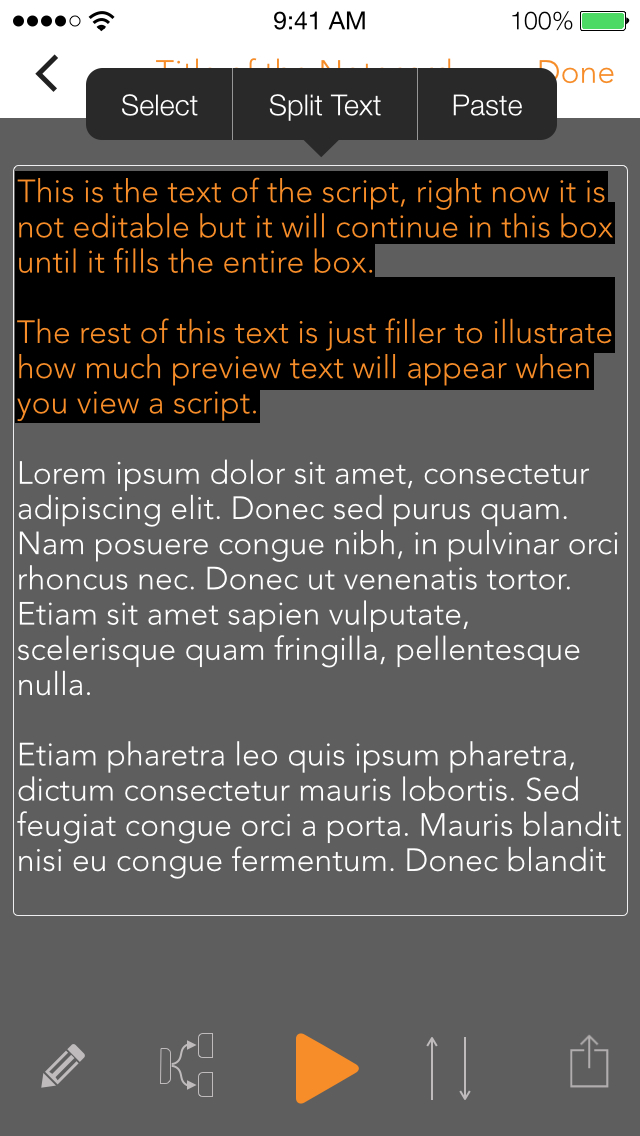 9:41 AM 100%
Done
Select Split Text Paste
This is the text of the script, right now it is
not editable but it will continue in this box
until it fills the entire box.
The rest of this text is just filler to illustrate
how much preview text will appear when
you view a script.
Lorem ipsum dolor sit amet, consectetur
adipiscing elit. Donec sed purus quam.
Nam posuere congue nibh, in pulvinar orci
rhoncus nec. Donec ut venenatis tortor.
Etiam sit amet sapien vulputate,
scelerisque quam fringilla, pellentesque
nulla.
Etiam pharetra leo quis ipsum pharetra,
dictum consectetur mauris lobortis. Sed
feugiat congue orci a porta. Mauris blandit
nisi eu congue fermentum. Donec blandit